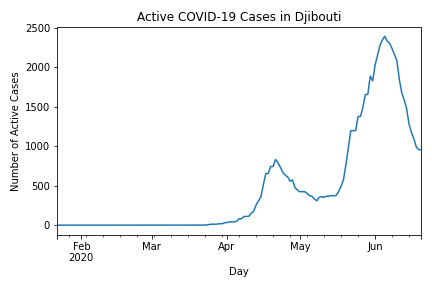 Active COVID-19 Cases in Djibouti
Number of Active Cases
2500
2000
1500
1000
500
0
Feb
2020
Mar
Apr
May
Jun
Day